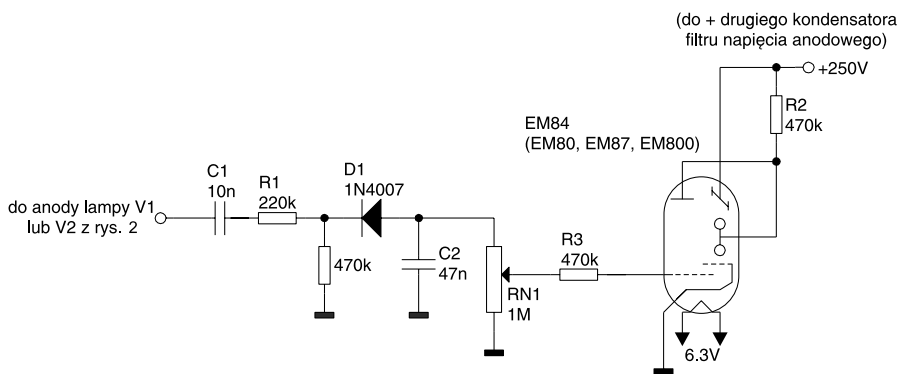 (do + drugiego kondensatora
filtru napięcia anodowego)
+250V
R2
470k
EM84
(EM80, EM87, EM800)
C1
10n
R1
220k
D1
1N4007
do anody lampy V1
lub V2 z rys. 2
470k
C2
47n
RN1
1M
R3
470k
6.3V